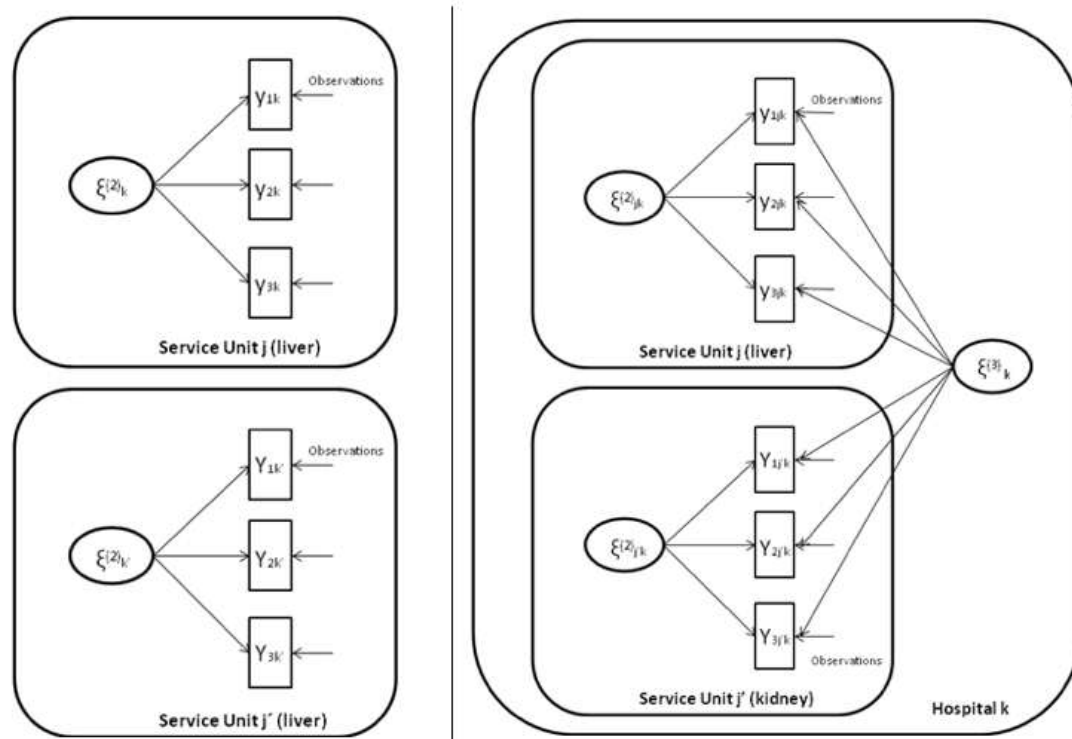 y1k
Observations
ξ(2)k
y2k
y3k
Service Unit j (liver)
Y1k'
Observations
ξ(2)k'
Y2k'
Y3k'
Service Unit j´ (liver)
y1jk
Observations
ξ(2)jk
y2jk
y3jk
Service Unit j (liver)
ξ(3)k
Y1j'k
ξ(2)j'k
Y2j'k
Y3j'k
Observations
Service Unit j' (kidney)
Hospital k